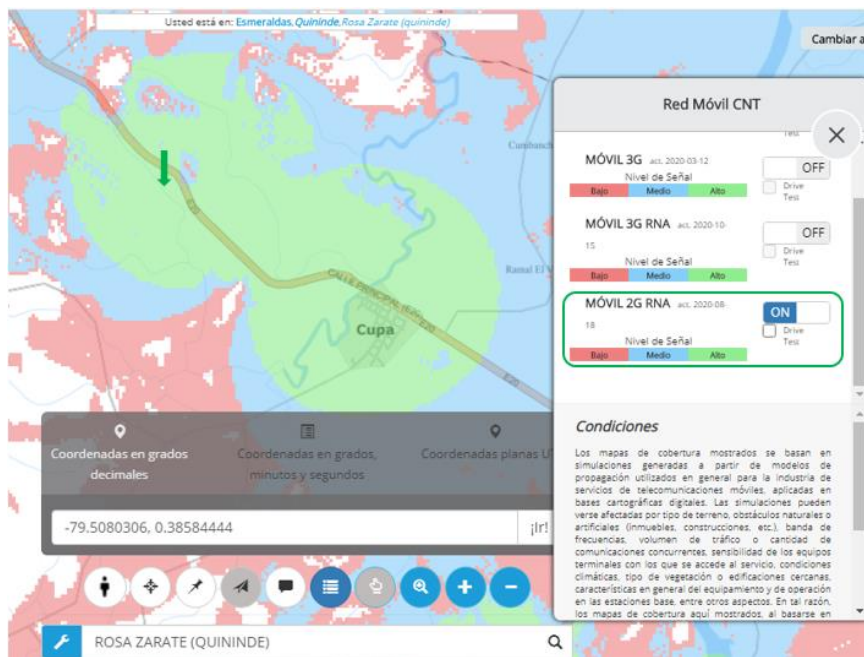 Usted está en: Esmeraldas,Quininde,Rosa Zarate (quininde)
Cambiar a
Red Móvil CNT
Test
MÓVIL 3G act. 2020-03-12
OFF
Nivel de Señal
Drive
Test
Bajo Medio Alto
MÓVIL 3G RNA act. 2020-10-
15
OFF
Nivel de Señal
Drive
Test
Bajo Medio Alto
MÓVIL 2G RNA act. 2020-08-
18
ON
Nivel de Señal
Drive
Test
Bajo Medio Alto
E20
CALLE PRINCIPAL (E20)
E20
Ramal El V
Cupa
E20
Coordenadas en grados
decimales
Coordenadas en grados,
minutos y segundos
Coordenadas planas UT
-79.5080306, 0.38584444
¡Ir!
Condiciones
Los mapas de cobertura mostrados se basan en
simulaciones generadas a partir de modelos de
propagación utilizados en general para la industria de
servicios de telecomunicaciones móviles, aplicadas en
bases cartográficas digitales. Las simulaciones pueden
verse afectadas por tipo de terreno, obstáculos naturales o
artificiales (inmuebles, construcciones, etc.), banda de
frecuencias, volumen de tráfico o cantidad de
comunicaciones concurrentes, sensibilidad de los equipos
terminales con los que se accede al servicio, condiciones
climáticas, tipo de vegetación o edificaciones cercanas,
características en general del equipamiento y de operación
en las estaciones base, entre otros aspectos. En tal razón,
los mapas de cobertura aquí mostrados, al basarse en
ROSA ZARATE (QUININDE)